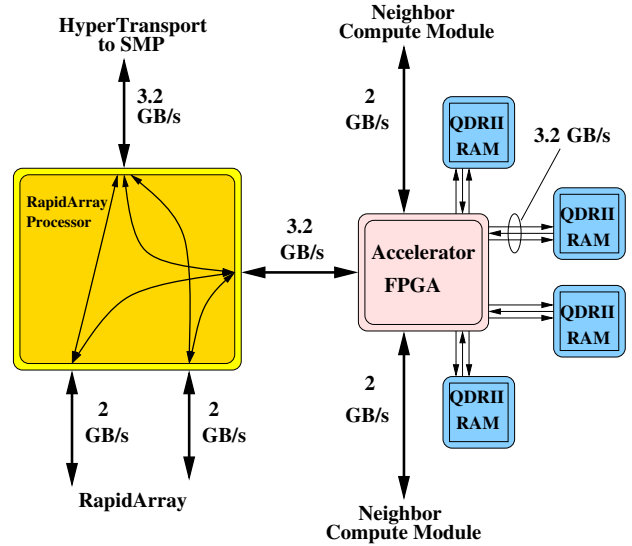 HyperTransport
to SMP
Neighbor
Compute Module
3.2
GB/s
2
GB/s
QDRII
RAM
3.2 GB/s
RapidArray
Processor
3.2
GB/s
Accelerator
FPGA
QDRII
RAM
QDRII
RAM
2
GB/s
2
GB/s
2
GB/s
QDRII
RAM
RapidArray
Neighbor
Compute Module